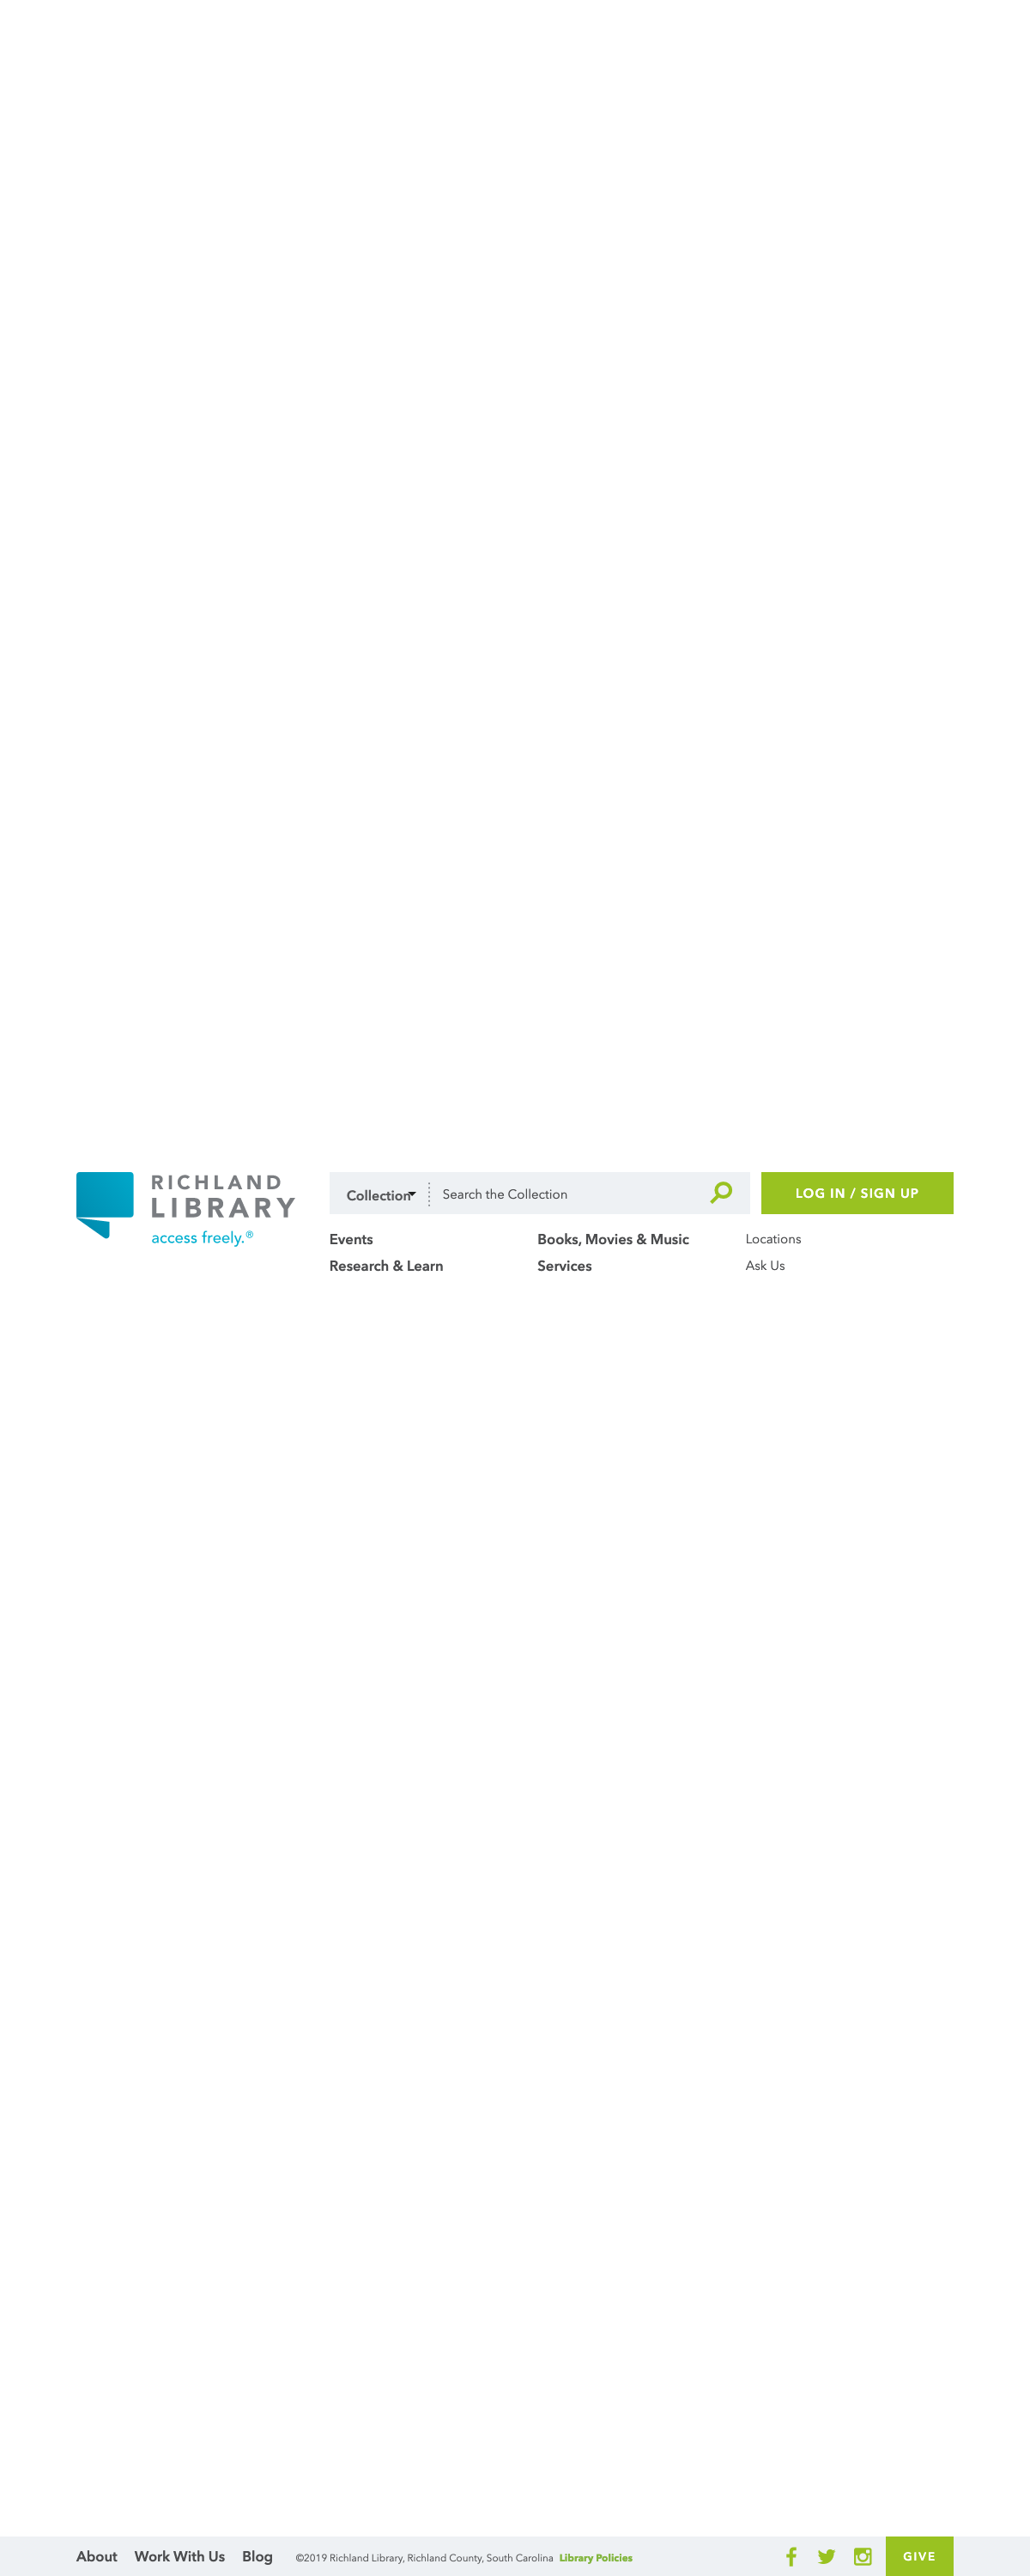 RICHLAND
LIBRARY
access freely.®
Collection Search the Collection
LOG IN / SIGN UP
Events Books, Movies & Music Locations
Research & Learn Services Ask Us
About Work With Us Blog ©2019 Richland Library, Richland County, South Carolina Library Policies GIVE